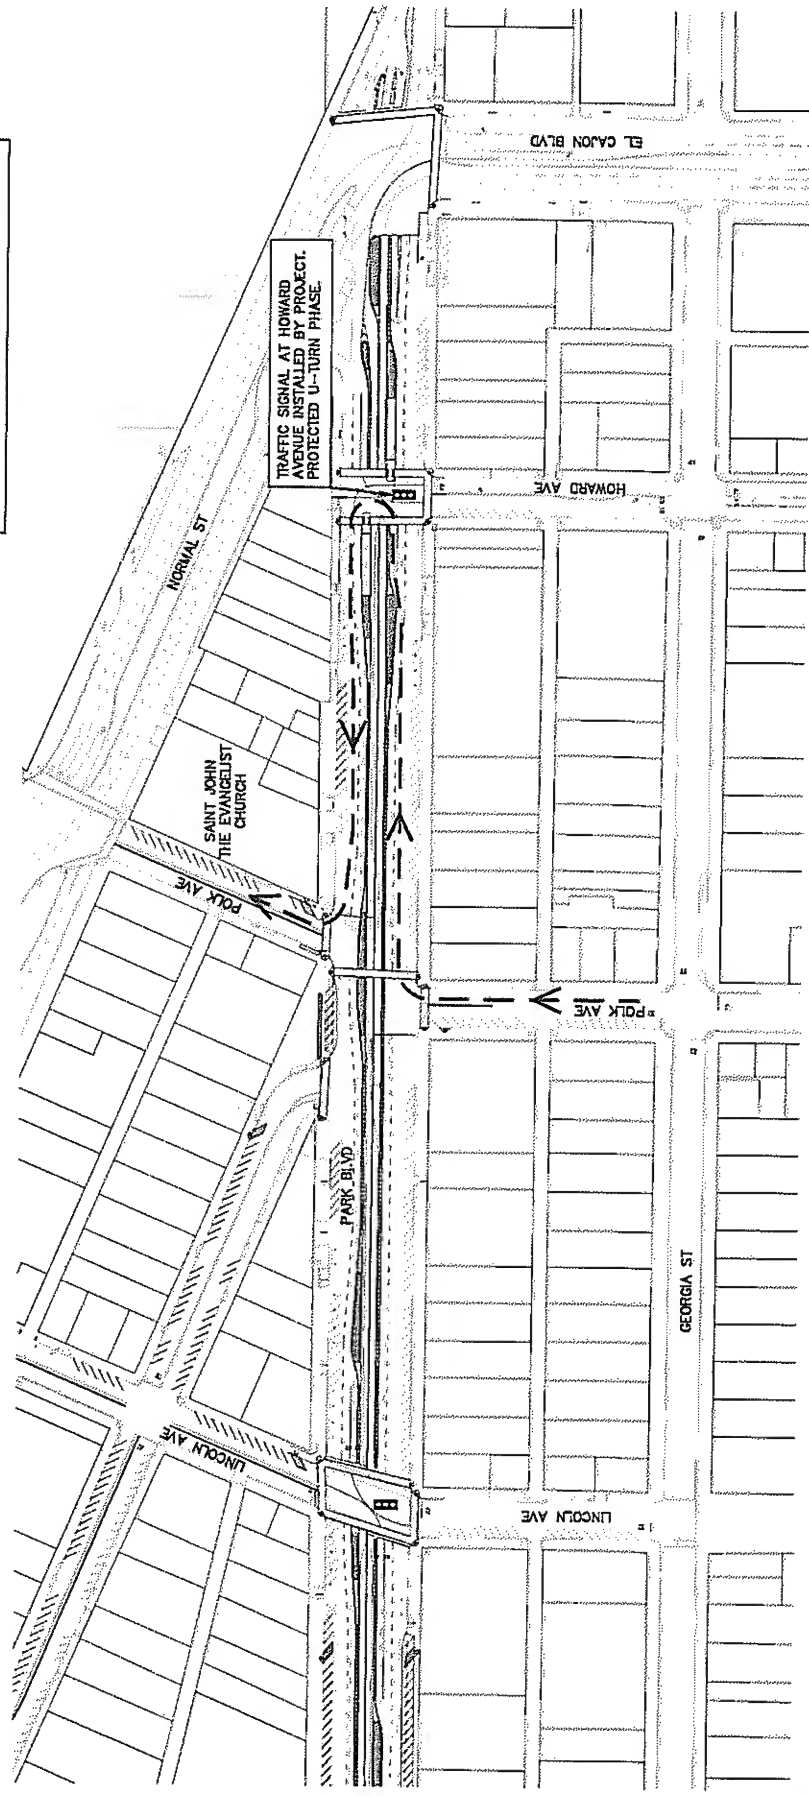 EL CAJON BLVD
TRAFFIC SIGNAL AT HOWARD
AVENUE INSTALLED BY PROJECT.
PROTECTED U-TURN PHASE.
HOWARD AVE
NORMAL ST
SAINT JOHN
THE EVANGELIST
CHURCH
POLK AVE
POLK AVE
PARK BLVD
GEORGIA ST
LINCOLN AVE
LINCOLN AVE